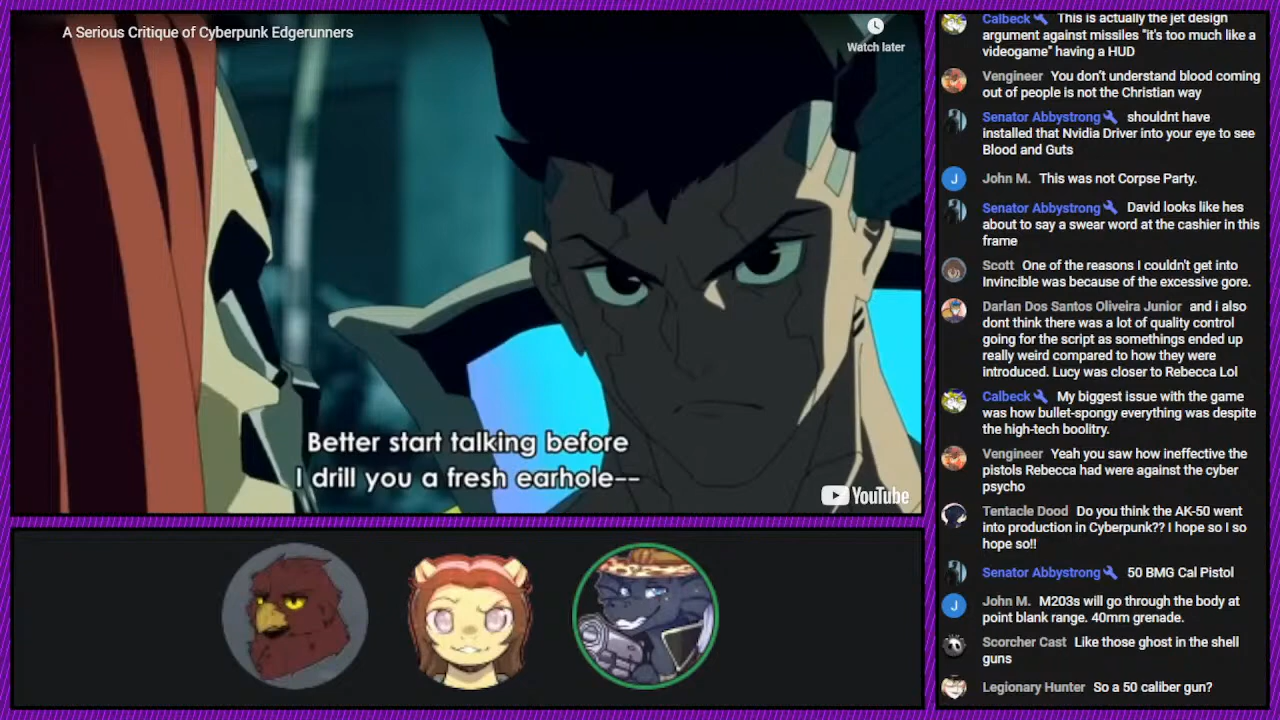 A Serious Critique of Cyberpunk Edgerunners
Watch later
Better start talking before
I drill you a fresh earhole--
YouTube
Calbeck This is actually the jet design
argument against missiles "it's too much like a
videogame" having a HUD
Vengineer You don't understand blood coming
out of people is not the Christian way
Senator Abbystrong shouldnt have
installed that Nvidia Driver into your eye to see
Blood and Guts
J John M. This was not Corpse Party.
Senator Abbystrong David looks like hes
about to say a swear word at the cashier in this
frame
Scott One of the reasons I couldn't get into
Invincible was because of the excessive gore.
Darlan Dos Santos Oliveira Junior and i also
dont think there was a lot of quality control
going for the script as somethings ended up
really weird compared to how they were
introduced. Lucy was closer to Rebecca Lol
Calbeck My biggest issue with the game
was how bullet-spongy everything was despite
the high-tech boolitry.
Vengineer Yeah you saw how ineffective the
pistols Rebecca had were against the cyber
psycho
Tentacle Dood Do you think the AK-50 went
into production in Cyberpunk?? I hope so I so
hope so!!
Senator Abbystrong 50 BMG Cal Pistol
J John M. M203s will go through the body at
point blank range. 40mm grenade.
Scorcher Cast Like those ghost in the shell
guns
Legionary Hunter So a 50 caliber gun?